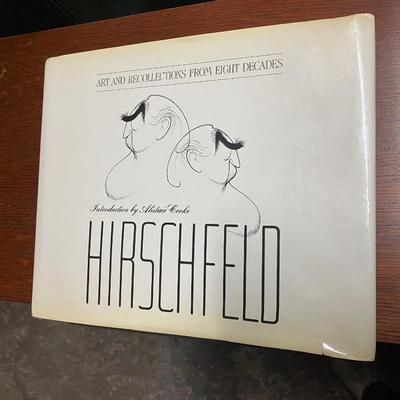 ART AND RECOLLECTIONS FROM EIGHT DECADES
Introduction by Alistair Cooke
HIRSCHFELD